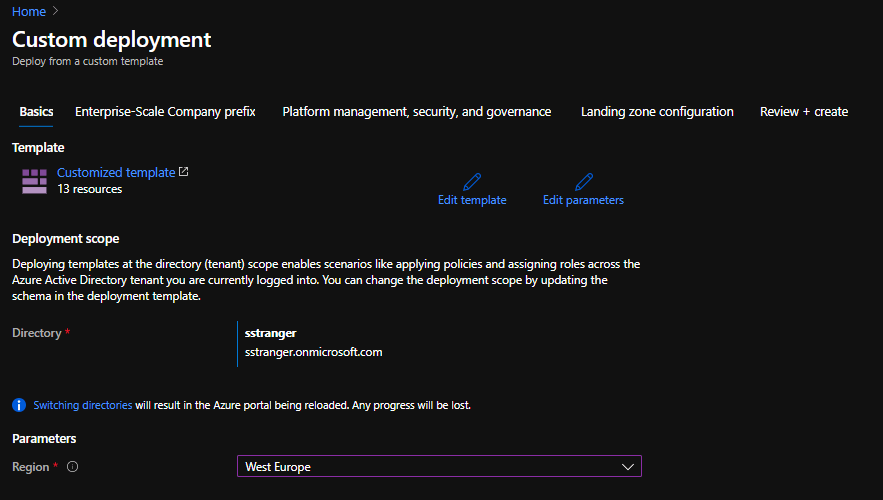 Home >
Custom deployment
Deploy from a custom template
Basics Enterprise-Scale Company prefix Platform management, security, and governance Landing zone configuration Review + create
Template
Customized template
13 resources
Edit template Edit parameters
Deployment scope
Deploying templates at the directory (tenant) scope enables scenarios like applying policies and assigning roles across the
Azure Active Directory tenant you are currently logged into. You can change the deployment scope by updating the
schema in the deployment template.
Directory * sstranger
sstranger.onmicrosoft.com
Switching directories will result in the Azure portal being reloaded. Any progress will be lost.
Parameters
Region * West Europe